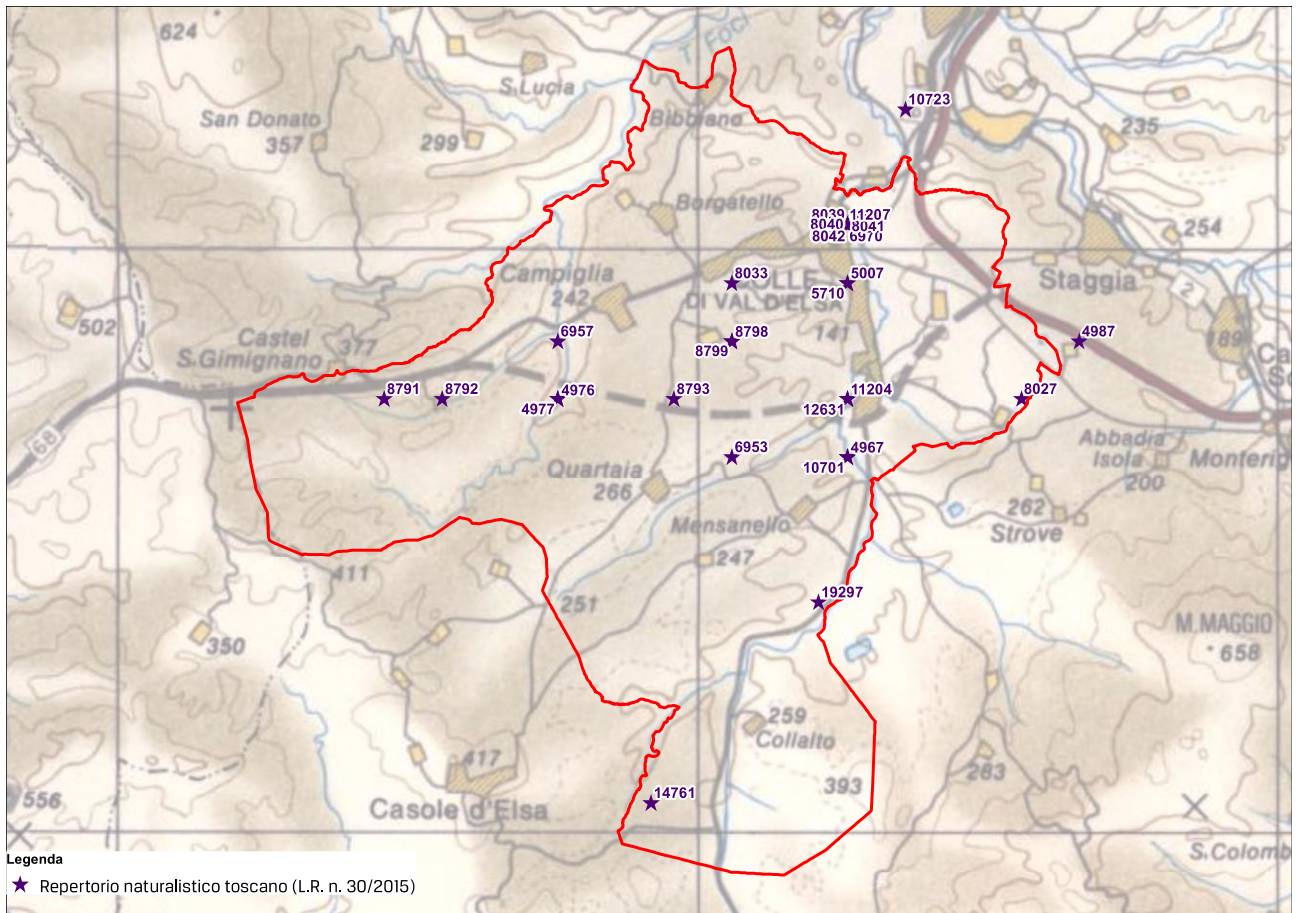 624
T. FOCI
S. Lucia
10723
San Donato
357
299
Bibbiano
235
Borgatello
8039 11207
8040 8041
8042 6970
254
Campiglia
242
8033
COLLE
DI VAL D'ELSA
5007
5710
Staggia
2
502
Castel
S. Gimignano
377
6957
8798
8799
141
4987
189
8791
8792
4976
4977
8793
11204
12631
8027
68
6953
4967
10701
Abbadia
Isola
200
Monterig
Quartaia
266
Mensanello
262
Strove
411
247
251
19297
350
M. MAGGIO
658
259
Collalto
417
283
393
14761
556
Casole d'Elsa
S. Colomb
Legenda
Repertorio naturalistico toscano (L.R. n. 30/2015)